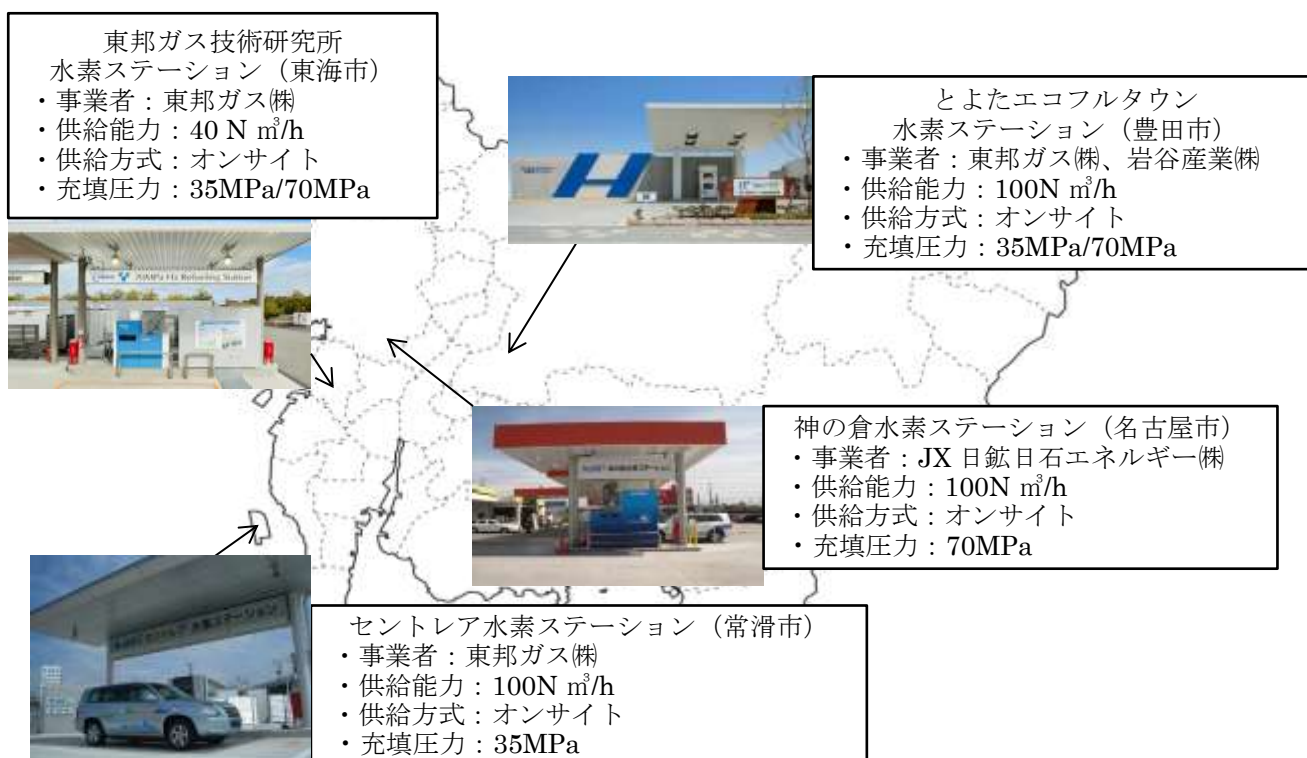 東邦ガス技術研究所
水素ステーション（東海市）
・事業者：東邦ガス㈱
・供給能力：40 N ㎥/h
・供給方式：オンサイト
・充填圧力：35MPa/70MPa
とよたエコフルタウン
水素ステーション（豊田市）
・事業者：東邦ガス㈱、岩谷産業㈱
・供給能力：100N ㎥/h
・供給方式：オンサイト
・充填圧力：35MPa/70MPa
H
70MPa H2 Refueling Station
神の倉水素ステーション（名古屋市）
・事業者：JX 日鉱日石エネルギー㈱
・供給能力：100N ㎥/h
・供給方式：オンサイト
・充填圧力：70MPa
セントレア水素ステーション（常滑市）
・事業者：東邦ガス㈱
・供給能力：100N ㎥/h
・供給方式：オンサイト
・充填圧力：35MPa